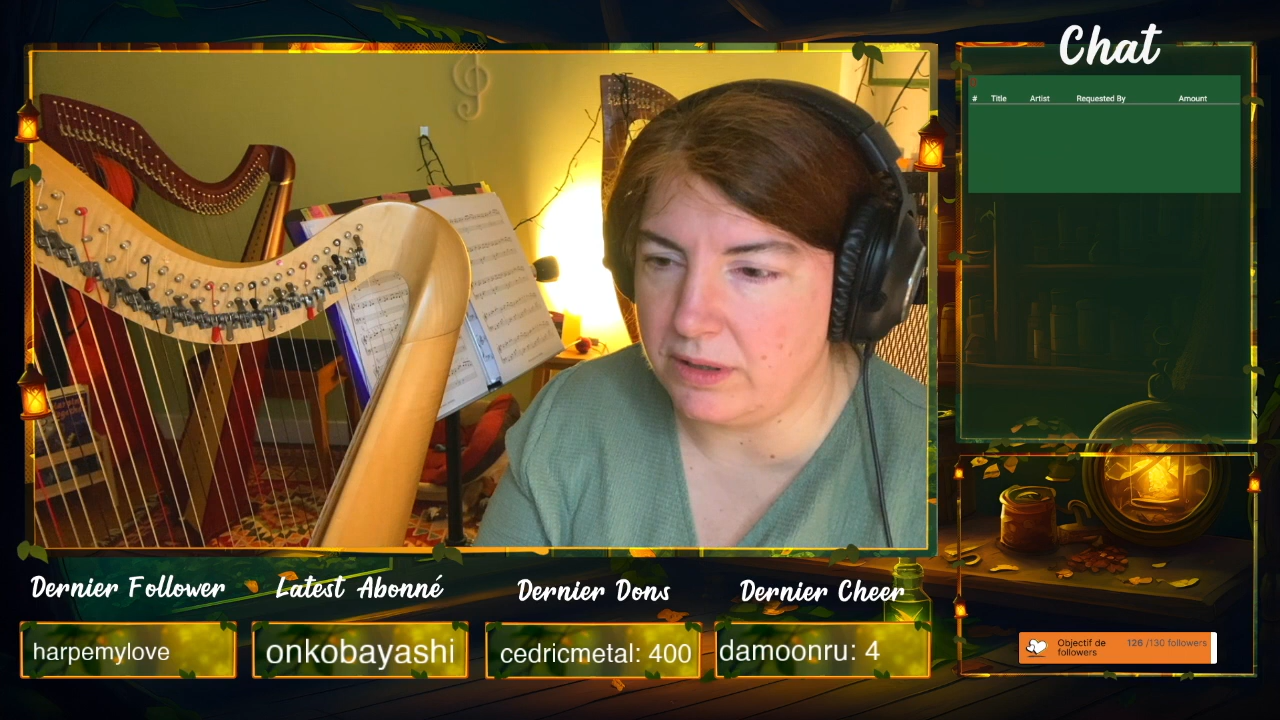 Chat
# Title Artist Requested By Amount
Dernier Follower
Latest Abonné
Dernier Dons
Dernier Cheer
harpemylove
onkobayashi
cedricmetal: 400
damoonru: 4
Objectif de
followers
126 /130 followers